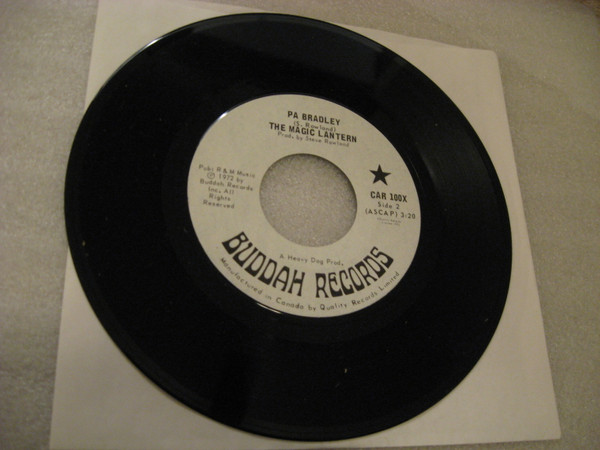 PA BRADLEY
(S. Rowland)
THE MAGIC LANTERN
Prod. by Steve Rowland
Pub: R & M Music
Ⓟ 1972 by
Buddah Records
Inc. All
Rights
Reserved
CAR 100X
Side 2
(ASCAP) 3:28
A Heavy Dog Prod.
BUDDAH RECORDS
Manufactured in Canada by Quality Records Limited